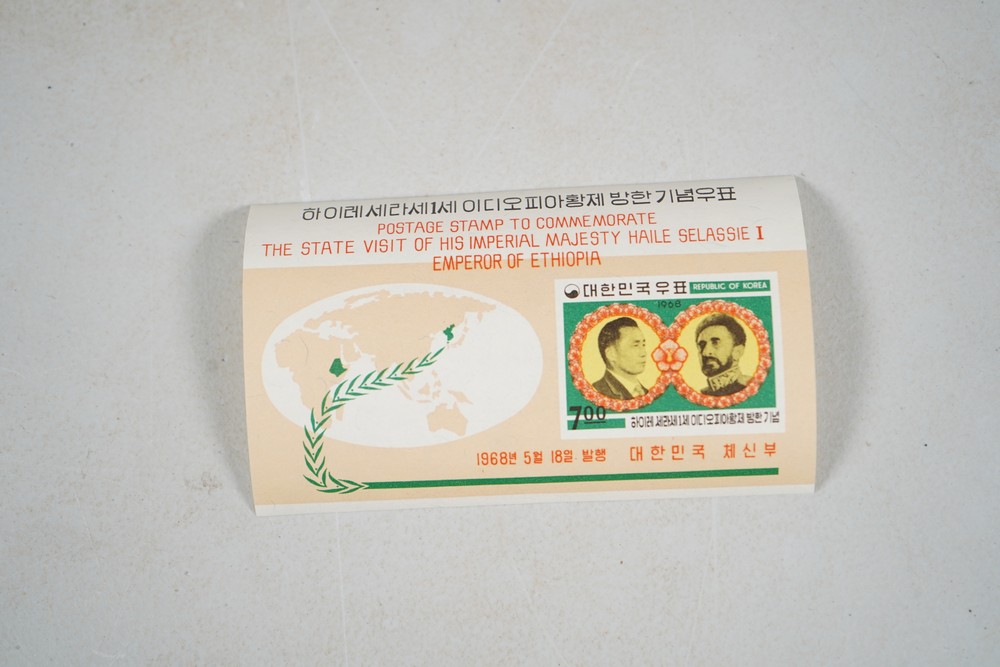 하이레 세라세1세 이디오피아황제 방한 기념우표
POSTAGE STAMP TO COMMEMORATE
THE STATE VISIT OF HIS IMPERIAL MAJESTY HAILE SELASSIE I
EMPEROR OF ETHIOPIA
대한민국우표 REPUBLIC OF KOREA
1968
7.00 하이레 세라세1세 이디오피아황제 방한 기념
1968년 5월 18일 발행 대한민국 체신부